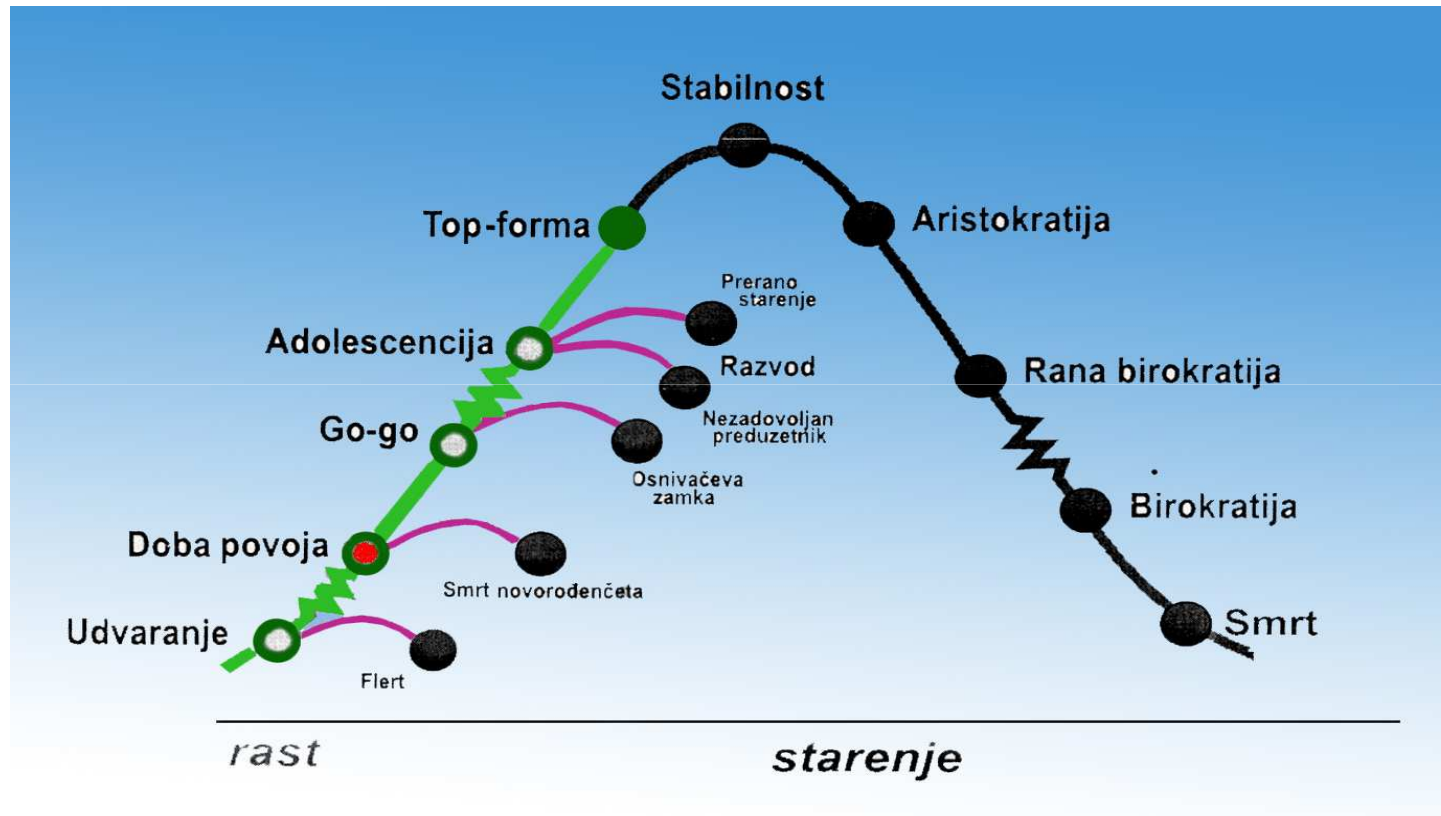 Stabilnost
Top-forma
Aristokratija
Prerano
starenje
Adolescencija
Razvod
Rana birokratija
Go-go
Nezadovoljan
preduzetnik
Osnivačeva
zamka
Birokratija
Doba povoja
Smrt novorođenčeta
Udvaranje
Smrt
Flert
rast
starenje